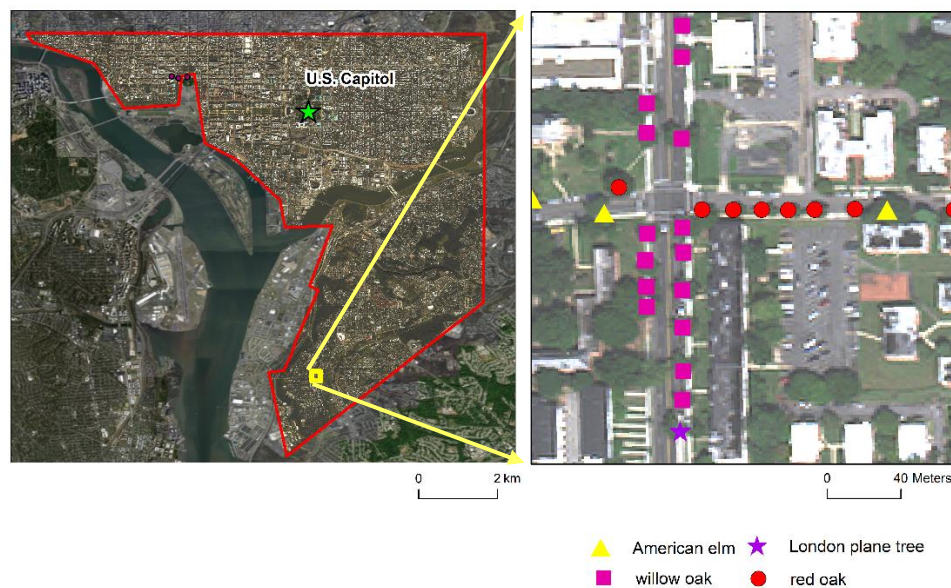 U.S. Capitol
0 2 km
0 40 Meters
American elm London plane tree
willow oak red oak